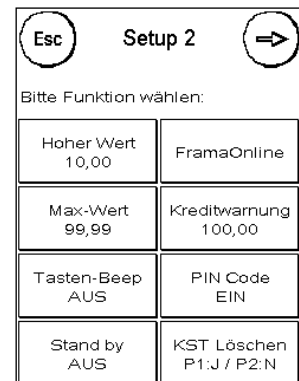 Esc
Setup 2
Bitte Funktion wählen:
Hoher Wert
10,00
FramaOnline
Max-Wert
99,99
Kreditwarnung
100,00
Tasten-Beep
AUS
PIN Code
EIN
Stand by
AUS
KST Löschen
P1:J / P2:N